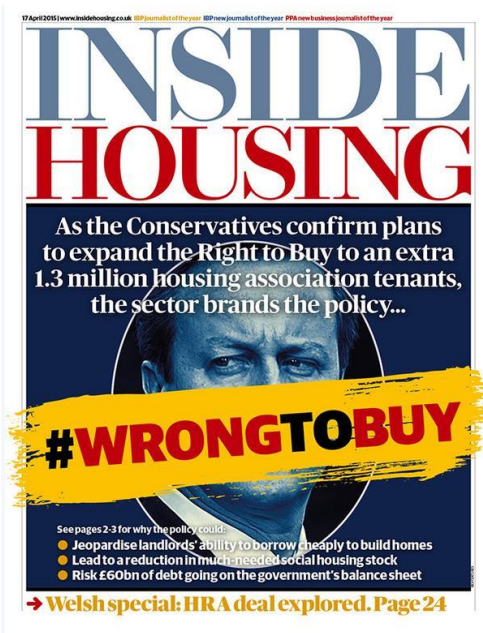 17 April 2015 | www.insidehousing.co.uk IBP journalist of the year IBP new journalist of the year PPA new business journalist of the year
INSIDE
HOUSING
As the Conservatives confirm plans
to expand the Right to Buy to an extra
1.3 million housing association tenants,
the sector brands the policy...
#WRONGTOBUY
See pages 2-3 for why the policy could:
Jeopardise landlords' ability to borrow cheaply to build homes
Lead to a reduction in much-needed social housing stock
Risk £60bn of debt going on the government's balance sheet
→ Welsh special: HRA deal explored. Page 24